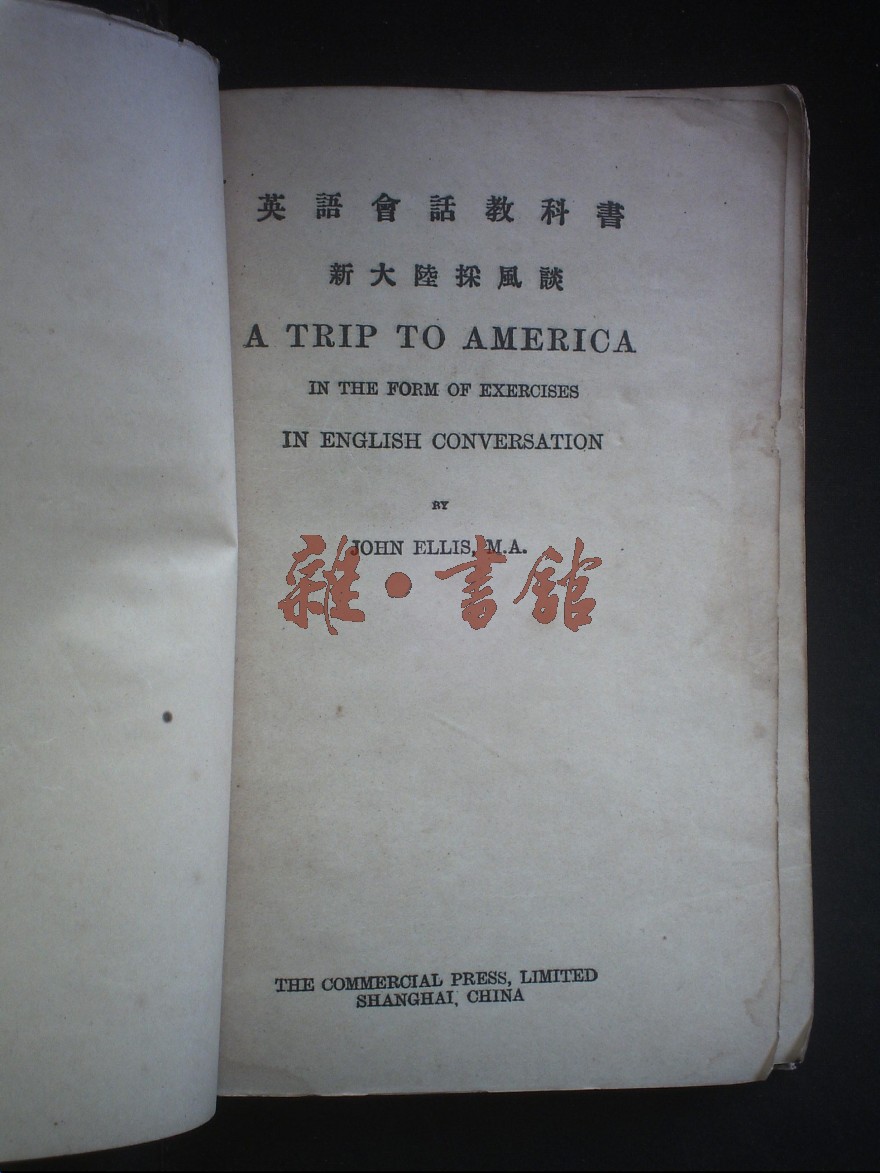 英語會話教科書
新大陸採風談
A TRIP TO AMERICA
IN THE FORM OF EXERCISES
IN ENGLISH CONVERSATION
BY
JOHN ELLIS, M.A.
雜·書館
THE COMMERCIAL PRESS, LIMITED
SHANGHAI, CHINA